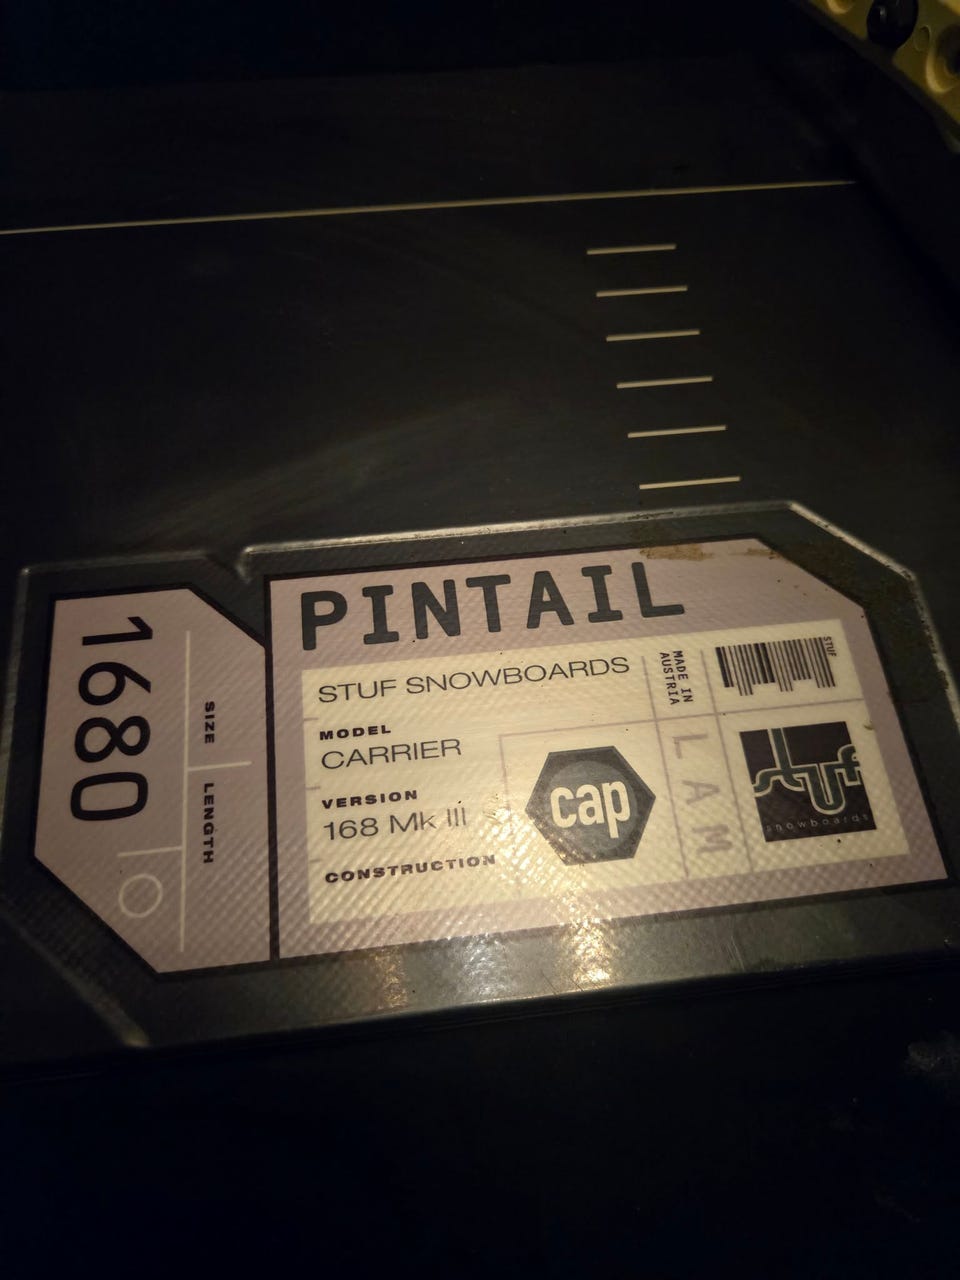 PINTAIL
1680
SIZE
LENGTH
STUF SNOWBOARDS
MODEL
CARRIER
VERSION
168 Mk III
CONSTRUCTION
cap
MADE IN
AUSTRIA
LAM
STUF
stuf
snowboards